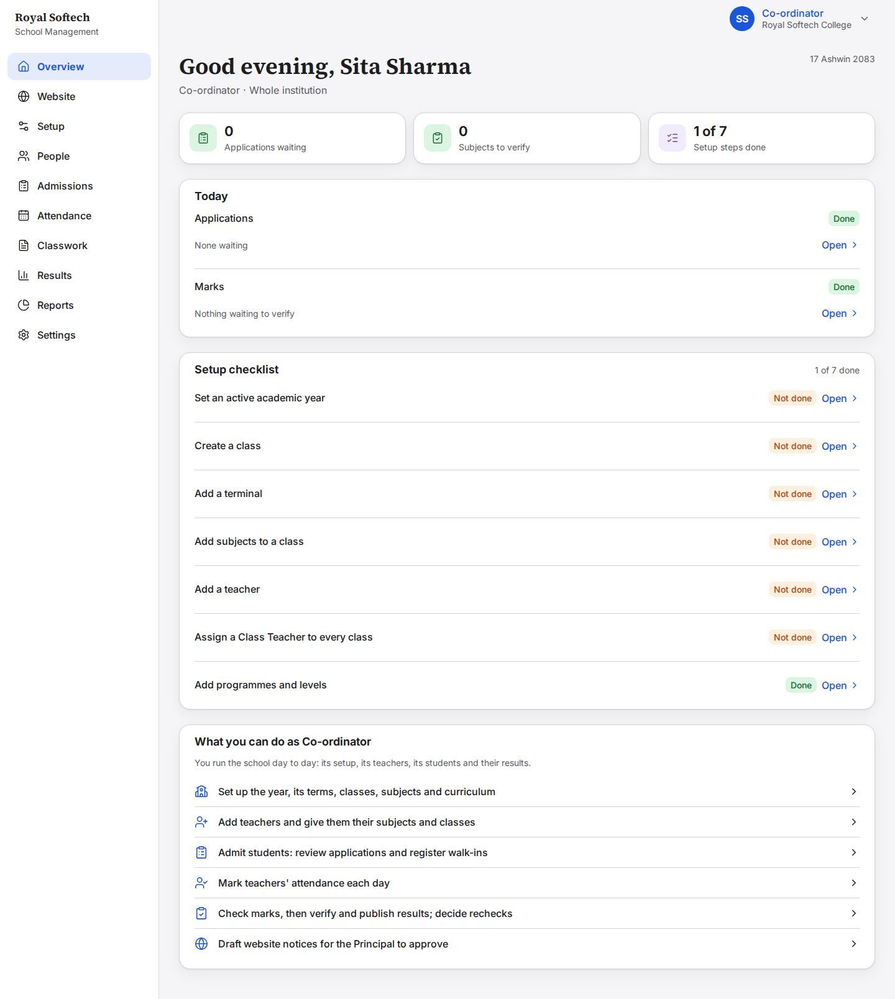 Royal Softech
School Management
Overview
Website
Setup
People
Admissions
Attendance
Classwork
Results
Reports
Settings
SS
Co-ordinator
Royal Softech College
Good evening, Sita Sharma
17 Ashwin 2083
Co-ordinator · Whole institution
0
Applications waiting
0
Subjects to verify
1 of 7
Setup steps done
Today
Applications
Done
None waiting
Open
Marks
Done
Nothing waiting to verify
Open
Setup checklist
1 of 7 done
Set an active academic year
Not done
Open
Create a class
Not done
Open
Add a terminal
Not done
Open
Add subjects to a class
Not done
Open
Add a teacher
Not done
Open
Assign a Class Teacher to every class
Not done
Open
Add programmes and levels
Done
Open
What you can do as Co-ordinator
You run the school day to day: its setup, its teachers, its students and their results.
Set up the year, its terms, classes, subjects and curriculum
Add teachers and give them their subjects and classes
Admit students: review applications and register walk-ins
Mark teachers' attendance each day
Check marks, then verify and publish results; decide rechecks
Draft website notices for the Principal to approve